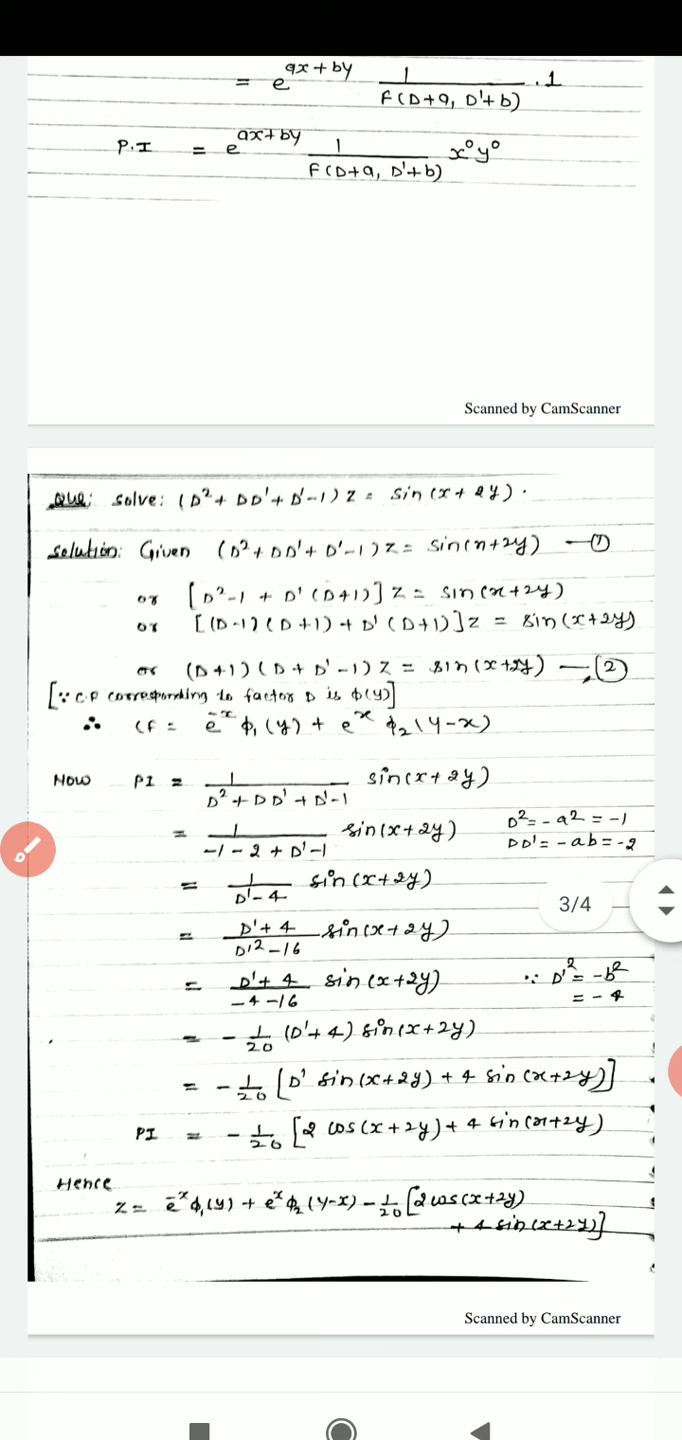 = e^{ax+by} 1/F(D+a, D'+b) .1
P.I = e^{ax+by} 1/F(D+a, D'+b) x⁰y⁰
Scanned by CamScanner
Que: Solve: (D²+ DD'+ D'-1) Z = Sin(x+2y).
Solution: Given (D²+ DD'+ D'-1) Z = Sin(x+2y) —①
or [D²-1 + D'(D+1)] Z = Sin(x+2y)
or [(D-1)(D+1) + D'(D+1)] Z = Sin(x+2y)
or (D+1)(D+D'-1) Z = Sin(x+2y) —②
[∵ C.F corresponding to factor D is ϕ(y)]
∴ CF = e^{-x} ϕ₁(y) + e^{x} ϕ₂(y-x)
Now PI = 1/(D²+DD'+D'-1) Sin(x+2y)
= 1/(-1-2+D'-1) Sin(x+2y) D² = -a² = -1
DD' = -ab = -2
= 1/(D'-4) Sin(x+2y)
3/4
= (D'+4)/(D'²-16) Sin(x+2y)
= (D'+4)/(-4-16) Sin(x+2y) ∵ D'² = -b²
= -4
= -1/20 (D'+4) Sin(x+2y)
= -1/20 [D' Sin(x+2y) + 4 Sin(x+2y)]
PI = -1/20 [2 cos(x+2y) + 4 Sin(x+2y)
Hence
Z = e^{-x} ϕ₁(y) + e^{x} ϕ₂(y-x) - 1/20 [2 cos(x+2y)
+ 4 Sin(x+2y)]
Scanned by CamScanner